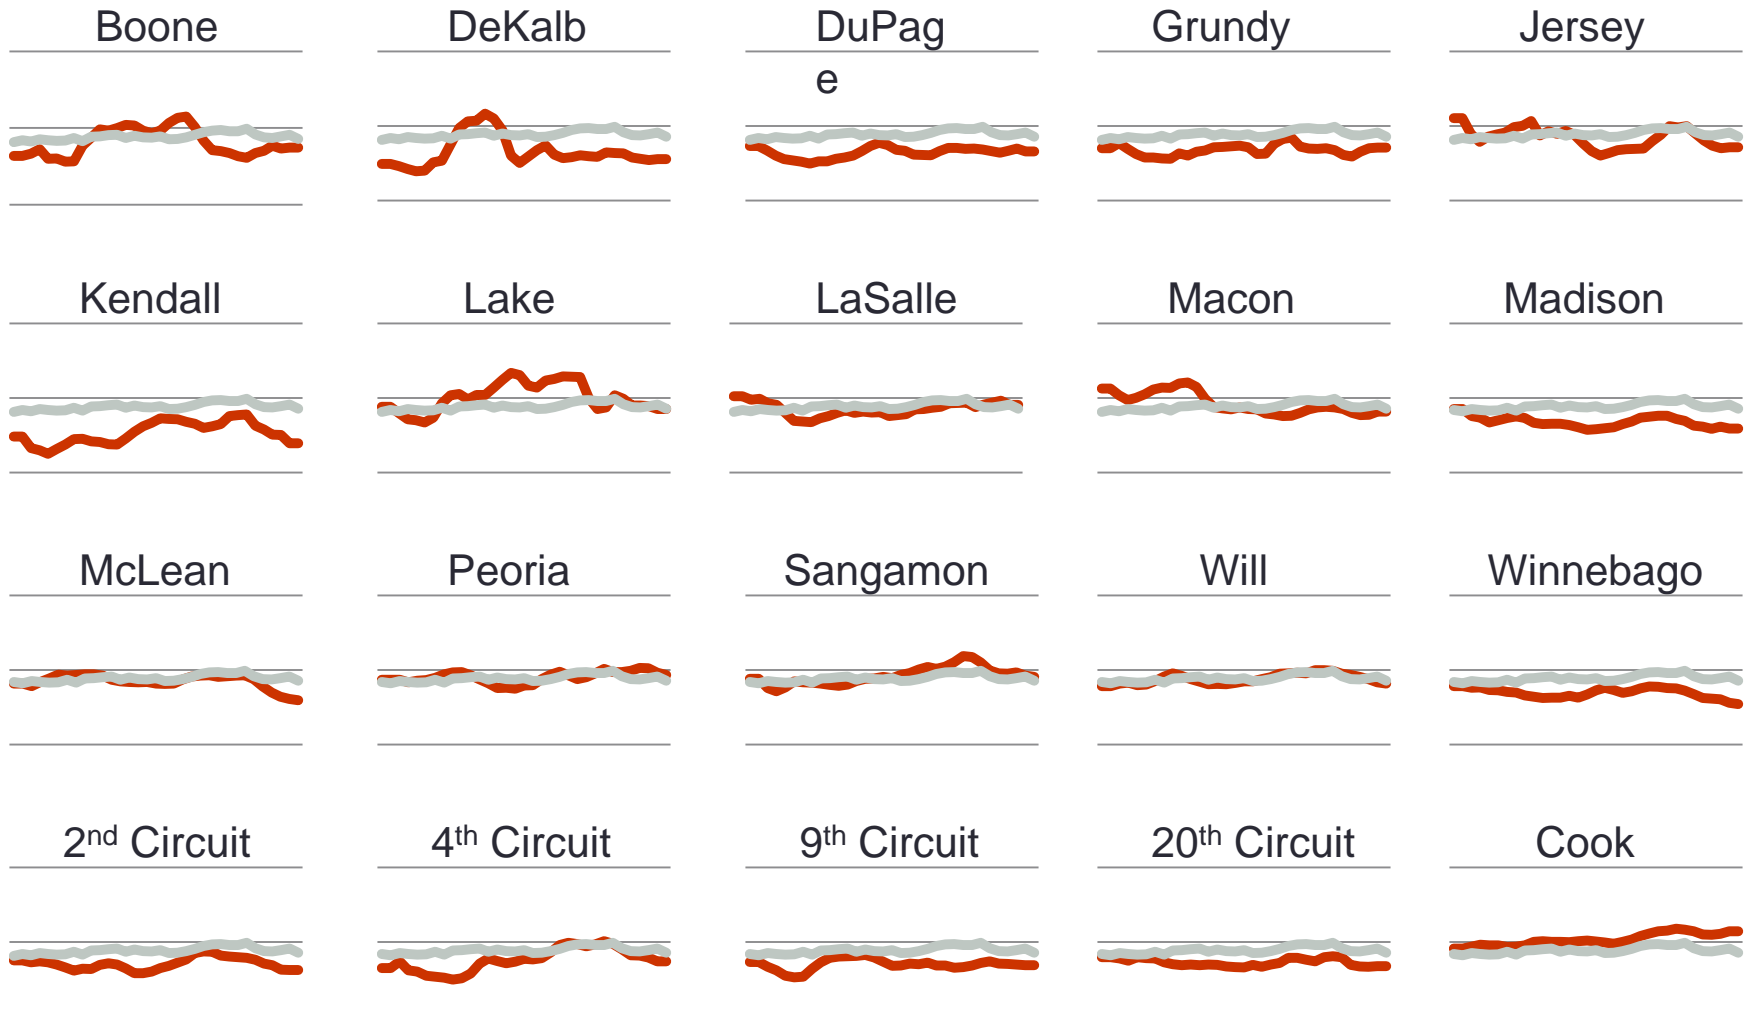 Boone
DeKalb
DuPag
e
Grundy
Jersey
Kendall
Lake
LaSalle
Macon
Madison
McLean
Peoria
Sangamon
Will
Winnebago
2nd Circuit
4th Circuit
9th Circuit
20th Circuit
Cook